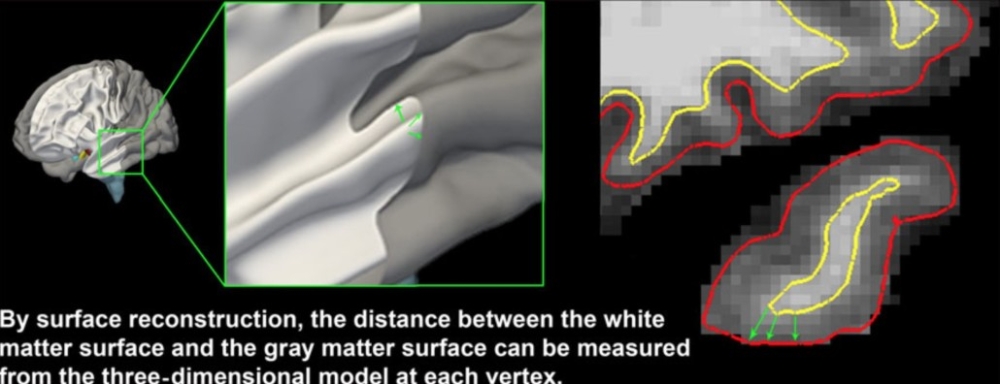 By surface reconstruction, the distance between the white
matter surface and the gray matter surface can be measured
from the three-dimensional model at each vertex.